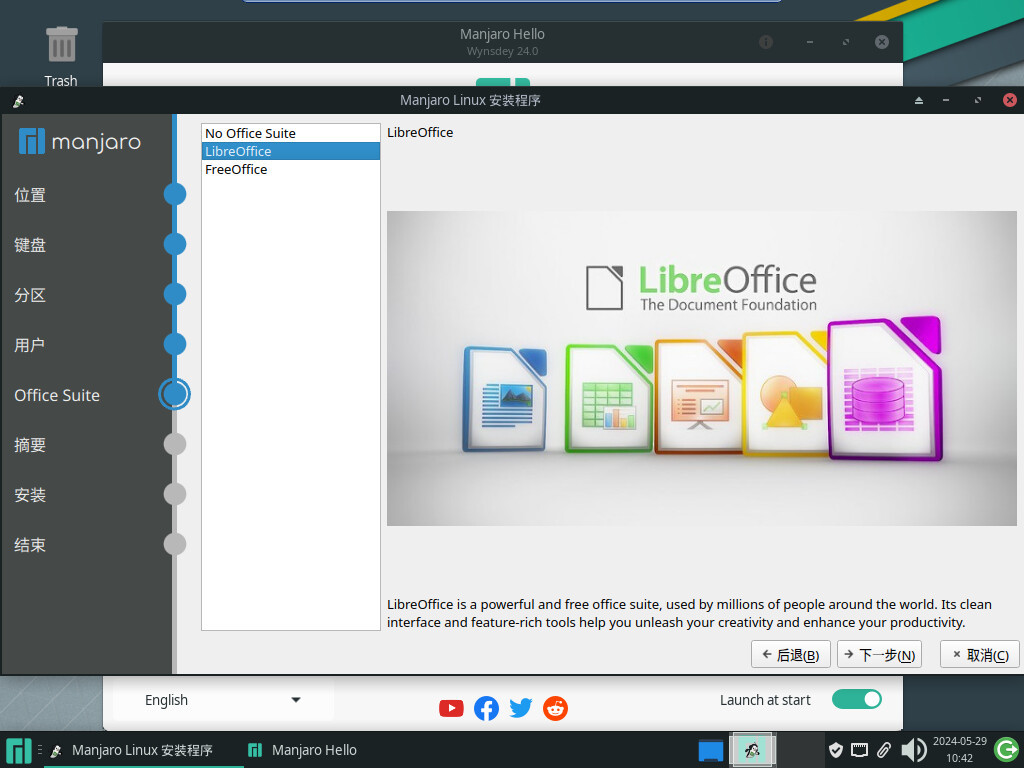 Manjaro Hello
Wynsdey 24.0
Trash
Manjaro Linux 安装程序
manjaro
位置
键盘
分区
用户
Office Suite
摘要
安装
结束
No Office Suite
LibreOffice
FreeOffice
LibreOffice
LibreOffice
The Document Foundation
LibreOffice is a powerful and free office suite, used by millions of people around the world. Its clean
interface and feature-rich tools help you unleash your creativity and enhance your productivity.
后退(B)
下一步(N)
取消(C)
English
Launch at start
Manjaro Linux 安装程序
Manjaro Hello
2024-05-29
10:42